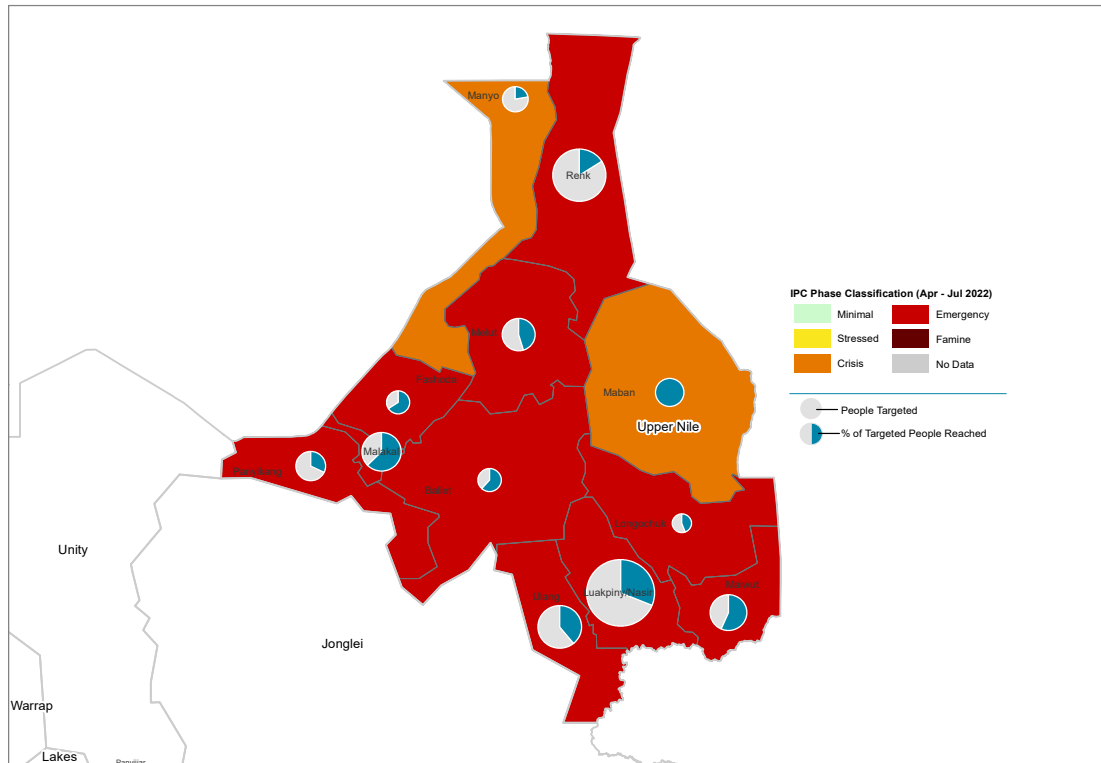 Manyo
Renk
IPC Phase Classification (Apr - Jul 2022)
Minimal
Emergency
Stressed
Famine
Crisis
No Data
Melut
Fashoda
Maban
People Targeted
Upper Nile
% of Targeted People Reached
Malakal
Panyikang
Baliet
Longochuk
Unity
Maiwut
Luakpiny/Nasir
Ulang
Jonglei
Warrap
Lakes
Panyijiar